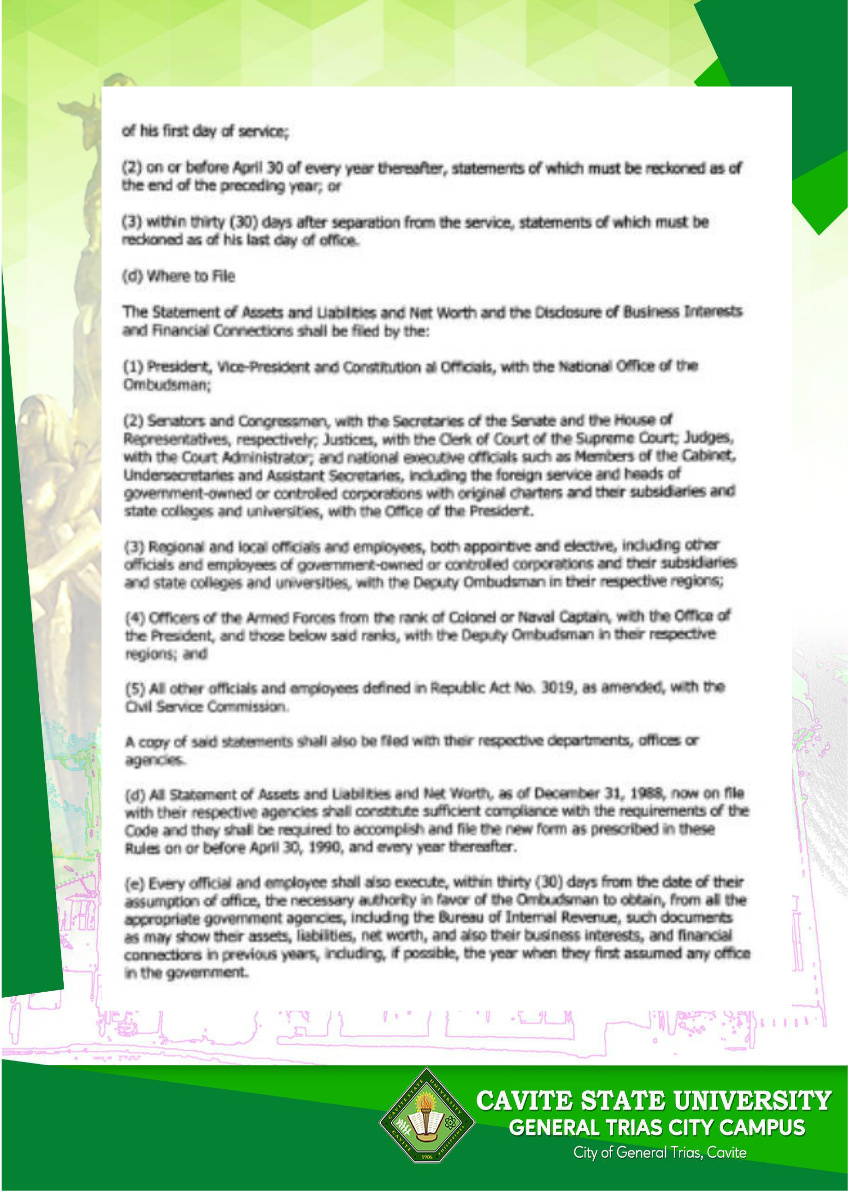 of his first day of service;
(2) on or before April 30 of every year thereafter, statements of which must be reckoned as of
the end of the preceding year; or
(3) within thirty (30) days after separation from the service, statements of which must be
reckoned as of his last day of office.
(d) Where to File
The Statement of Assets and Liabilities and Net Worth and the Disclosure of Business Interests
and Financial Connections shall be filed by the:
(1) President, Vice-President and Constitution al Officials, with the National Office of the
Ombudsman;
(2) Senators and Congressmen, with the Secretaries of the Senate and the House of
Representatives, respectively; Justices, with the Clerk of Court of the Supreme Court; Judges,
with the Court Administrator; and national executive officials such as Members of the Cabinet,
Undersecretaries and Assistant Secretaries, including the foreign service and heads of
government-owned or controlled corporations with original charters and their subsidiaries and
state colleges and universities, with the Office of the President.
(3) Regional and local officials and employees, both appointive and elective, including other
officials and employees of government-owned or controlled corporations and their subsidiaries
and state colleges and universities, with the Deputy Ombudsman in their respective regions;
(4) Officers of the Armed Forces from the rank of Colonel or Naval Captain, with the Office of
the President, and those below said ranks, with the Deputy Ombudsman in their respective
regions; and
(5) All other officials and employees defined in Republic Act No. 3019, as amended, with the
Civil Service Commission.
A copy of said statements shall also be filed with their respective departments, offices or
agencies.
(d) All Statement of Assets and Liabilities and Net Worth, as of December 31, 1988, now on file
with their respective agencies shall constitute sufficient compliance with the requirements of the
Code and they shall be required to accomplish and file the new form as prescribed in these
Rules on or before April 30, 1990, and every year thereafter.
(e) Every official and employee shall also execute, within thirty (30) days from the date of their
assumption of office, the necessary authority in favor of the Ombudsman to obtain, from all the
appropriate government agencies, including the Bureau of Internal Revenue, such documents
as may show their assets, liabilities, net worth, and also their business interests, and financial
connections in previous years, including, if possible, the year when they first assumed any office
in the government.
CAVITE STATE UNIVERSITY
GENERAL TRIAS CITY CAMPUS
City of General Trias, Cavite
CAVITE STATE UNIVERSITY
CAVITE
PHILIPPINES
1906